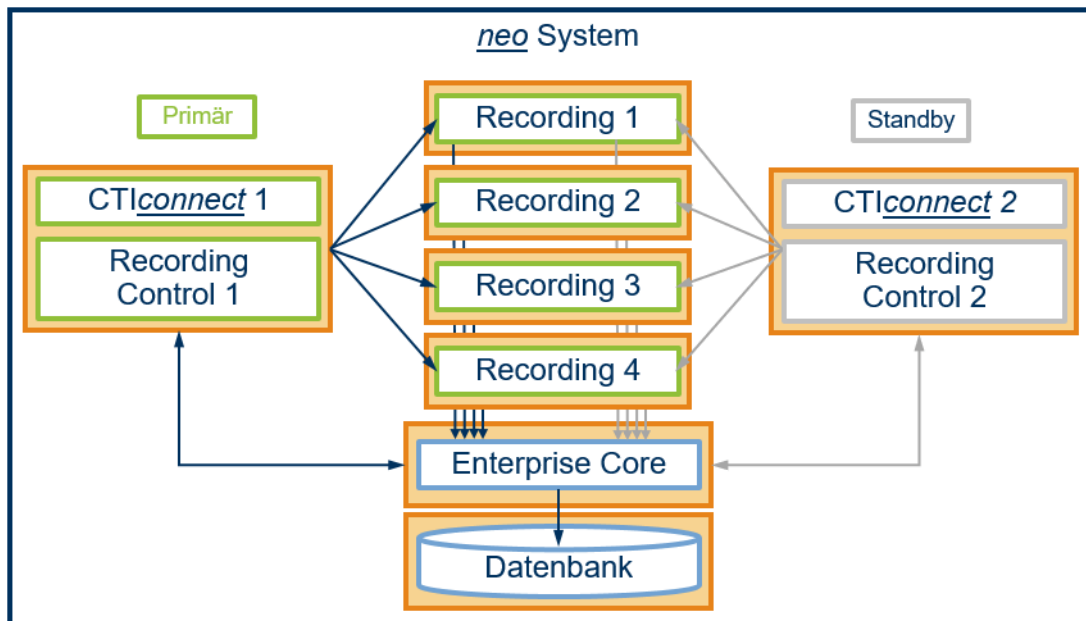 neo System
Primär
Standby
CTIconnect 1
Recording
Control 1
Recording 1
Recording 2
Recording 3
Recording 4
CTIconnect 2
Recording
Control 2
Enterprise Core
Datenbank